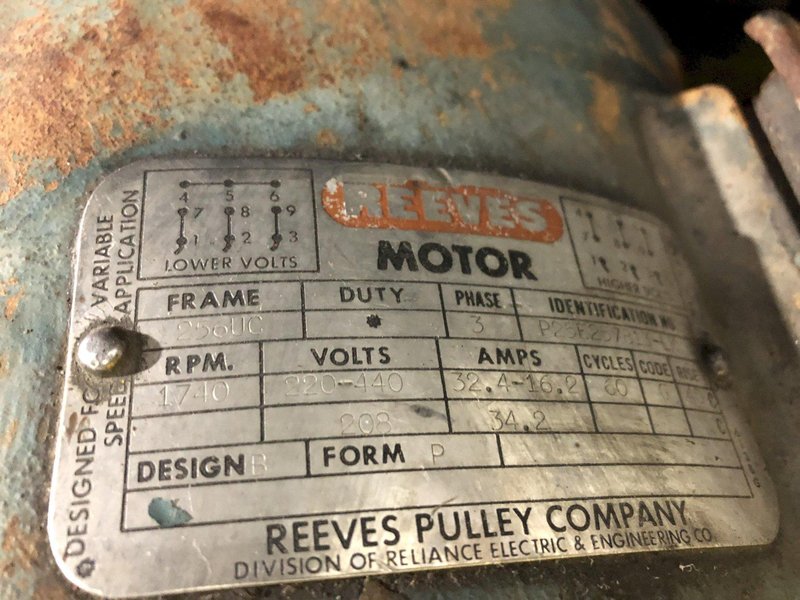 4 5 6
7 8 9
1 2 3
LOWER VOLTS
REEVES
MOTOR
HIGHER
DESIGNED FOR VARIABLE
SPEED APPLICATION
FRAME DUTY PHASE IDENTIFICATION NO
256UC * 3
RPM. VOLTS AMPS CYCLES CODE RISE
1740 220-440 32.4-16.2 60
208 34.2
DESIGN B FORM P
REEVES PULLEY COMPANY
DIVISION OF RELIANCE ELECTRIC & ENGINEERING CO